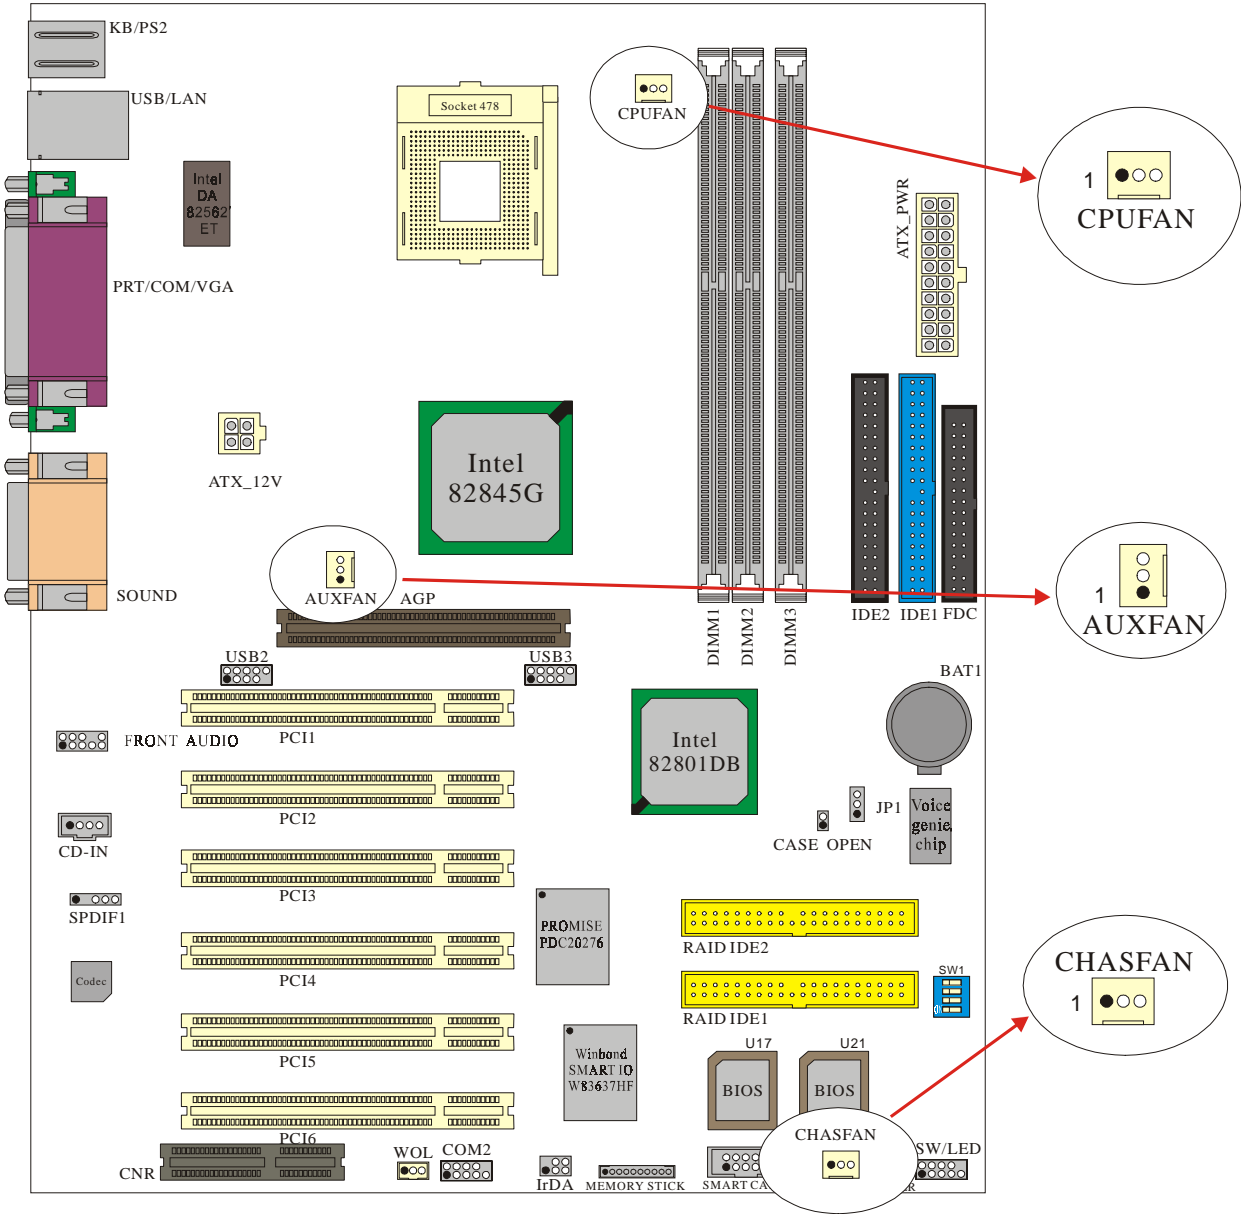 KB/PS2
USB/LAN
Socket 478
CPUFAN
Intel
DA
82562
ET
1
CPUFAN
ATX_PWR
PRT/COM/VGA
ATX_12V
Intel
82845G
SOUND
AUXFAN
AGP
1
AUXFAN
IDE2
IDE1
FDC
DIMM1
DIMM2
DIMM3
USB2
USB3
BAT1
PCI1
FRONT AUDIO
Intel
82801DB
PCI2
JP1
CASE OPEN
Voice
genie
chip
CD-IN
PCI3
SPDIF1
PROMISE
PDC20276
RAID IDE2
CHASFAN
1
Codec
PCI4
SW1
RAID IDE1
PCI5
Winbond
SMART IO
W83637HF
U17
BIOS
U21
BIOS
PCI6
CHASFAN
CNR
WOL
COM2
IrDA
MEMORY STICK
SMART CA
R
SW/LED